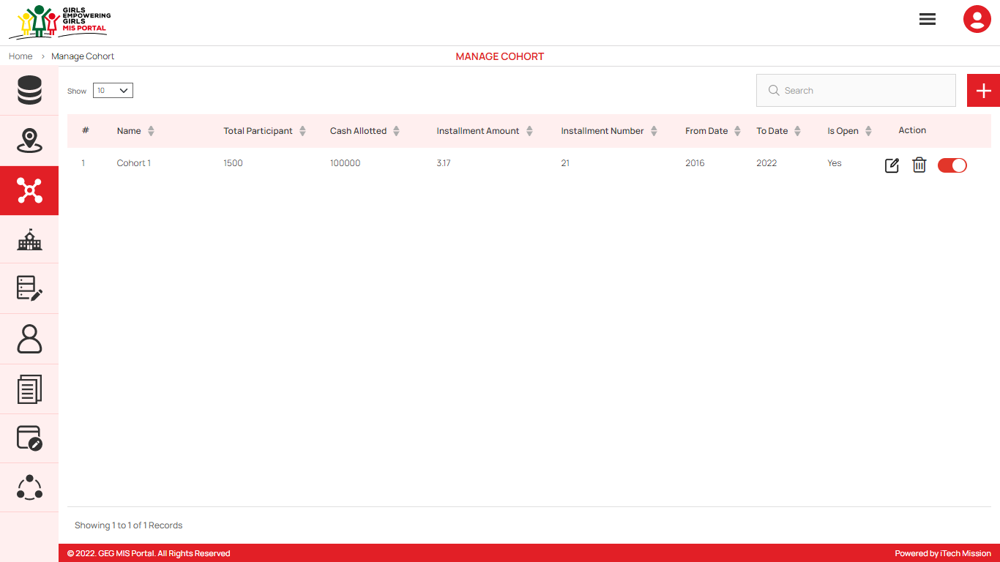 GIRLS
EMPOWERING
GIRLS
MIS PORTAL
Home › Manage Cohort
MANAGE COHORT
Show 10
Search
# Name Total Participant Cash Allotted Installment Amount Installment Number From Date To Date Is Open Action
1 Cohort 1 1500 100000 3.17 21 2016 2022 Yes
Showing 1 to 1 of 1 Records
© 2022. GEG MIS Portal. All Rights Reserved
Powered by iTech Mission